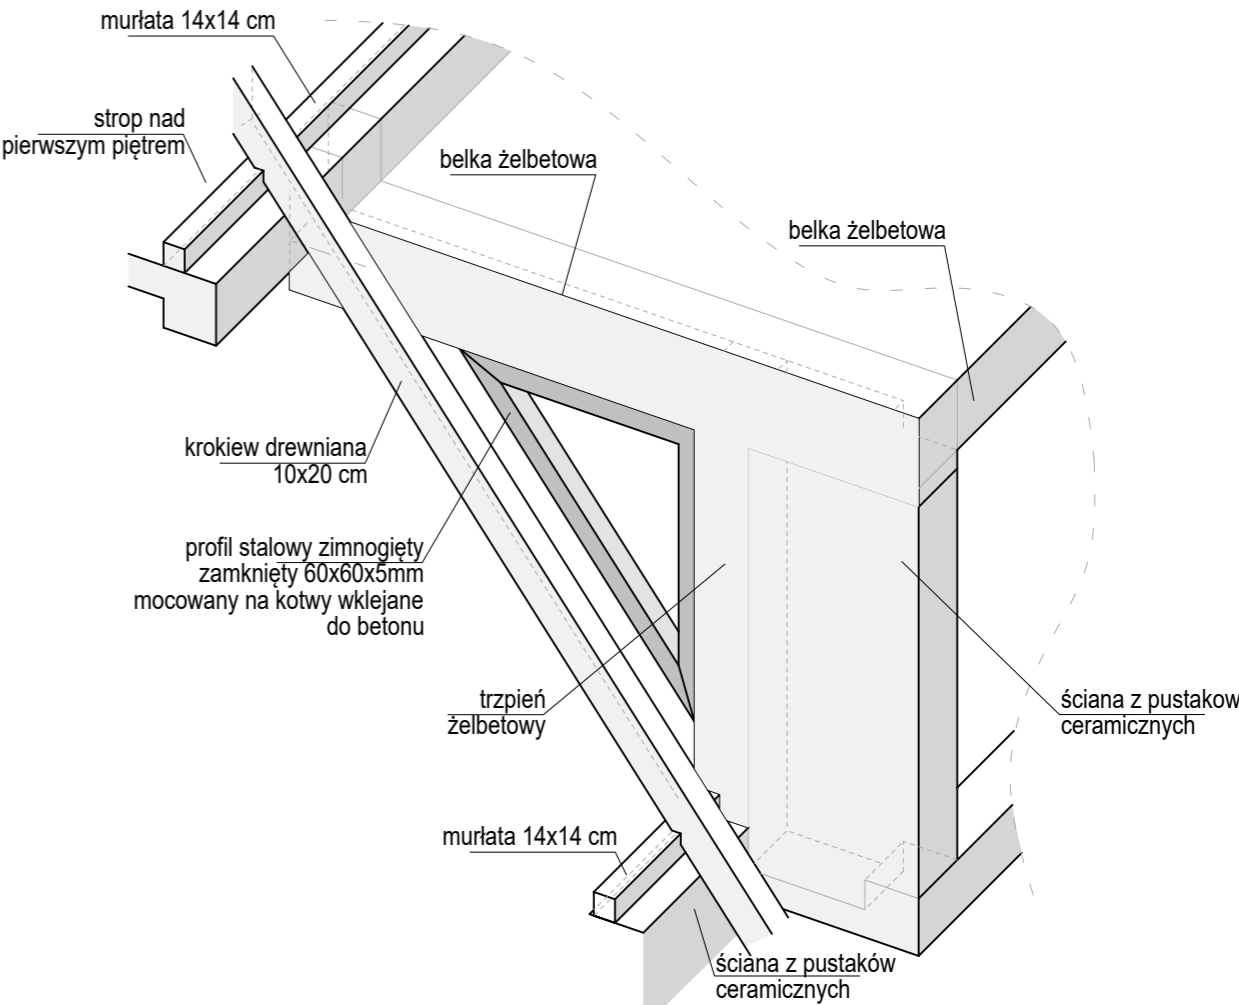 murłata 14x14 cm
strop nad
pierwszym piętrem
belka żelbetowa
belka żelbetowa
krokiew drewniana
10x20 cm
profil stalowy zimnogięty
zamknięty 60x60x5mm
mocowany na kotwy wklejane
do betonu
trzpień
żelbetowy
ściana z pustakow
ceramicznych
murłata 14x14 cm
ściana z pustaków
ceramicznych